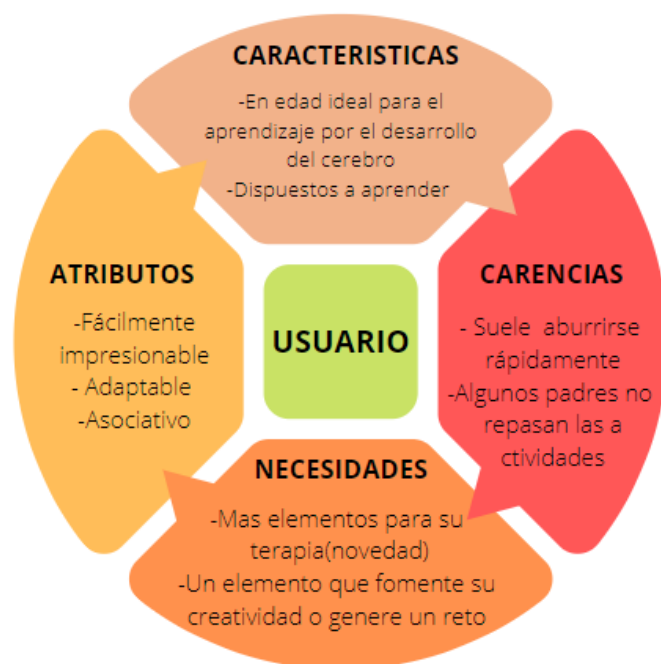 CARACTERISTICAS
-En edad ideal para el
aprendizaje por el desarrollo
del cerebro
-Dispuestos a aprender
ATRIBUTOS
-Fácilmente
impresionable
- Adaptable
-Asociativo
USUARIO
CARENCIAS
- Suele aburrirse
rápidamente
-Algunos padres no
repasan las a
ctividades
NECESIDADES
-Mas elementos para su
terapia(novedad)
-Un elemento que fomente su
creatividad o genere un reto